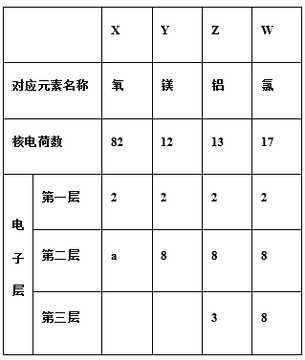 X Y Z W
对应元素名称 氧 镁 铝 氯
核电荷数 82 12 13 17
电子层
第一层 2 2 2 2
第二层 a 8 8 8
第三层 3 8